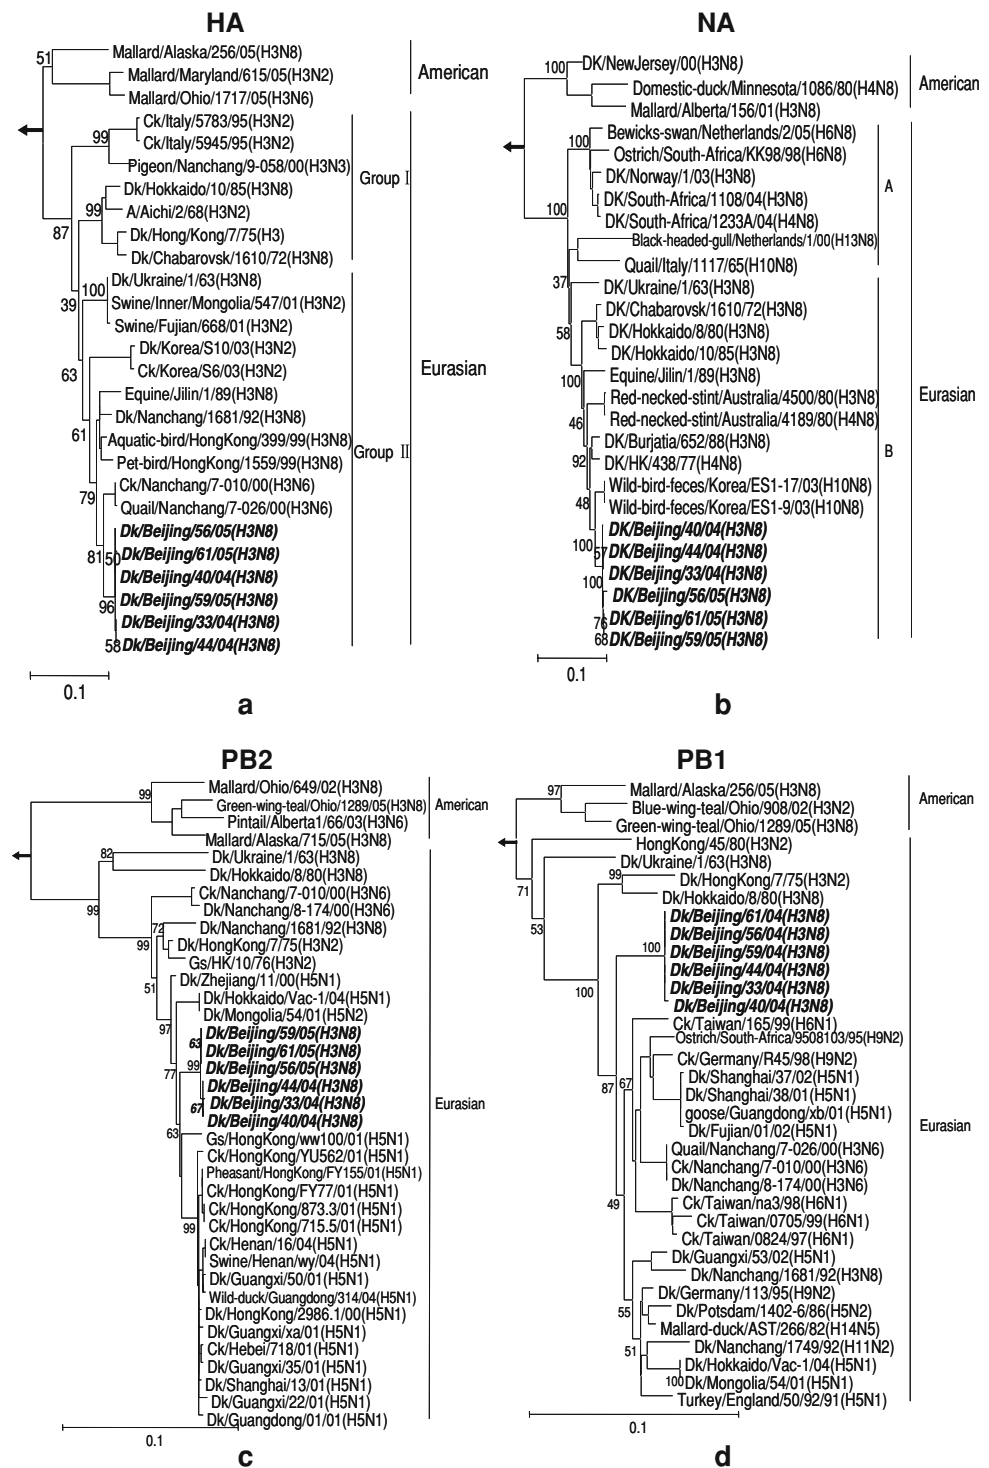 HA
51
Mallard/Alaska/256/05(H3N8)
Mallard/Maryland/615/05(H3N2)
Mallard/Ohio/1717/05(H3N6)
American
99
Ck/Italy/5783/95(H3N2)
Ck/Italy/5945/95(H3N2)
Pigeon/Nanchang/9-058/00(H3N3)
Group I
Dk/Hokkaido/10/85(H3N8)
99
A/Aichi/2/68(H3N2)
87
Dk/Hong/Kong/7/75(H3)
Dk/Chabarovsk/1610/72(H3N8)
Dk/Ukraine/1/63(H3N8)
100
39
Swine/Inner/Mongolia/547/01(H3N2)
Swine/Fujian/668/01(H3N2)
Dk/Korea/S10/03(H3N2)
63
Ck/Korea/S6/03(H3N2)
Eurasian
Equine/Jilin/1/89(H3N8)
Dk/Nanchang/1681/92(H3N8)
61
Aquatic-bird/HongKong/399/99(H3N8)
Group II
Pet-bird/HongKong/1559/99(H3N8)
Ck/Nanchang/7-010/00(H3N6)
79
Quail/Nanchang/7-026/00(H3N6)
Dk/Beijing/56/05(H3N8)
81
50
Dk/Beijing/61/05(H3N8)
Dk/Beijing/40/04(H3N8)
96
Dk/Beijing/59/05(H3N8)
Dk/Beijing/33/04(H3N8)
58
Dk/Beijing/44/04(H3N8)
0.1
a
NA
100
DK/NewJersey/00(H3N8)
Domestic-duck/Minnesota/1086/80(H4N8)
American
Mallard/Alberta/156/01(H3N8)
Bewicks-swan/Netherlands/2/05(H6N8)
100
Ostrich/South-Africa/KK98/98(H6N8)
DK/Norway/1/03(H3N8)
A
DK/South-Africa/1108/04(H3N8)
100
DK/South-Africa/1233A/04(H4N8)
Black-headed-gull/Netherlands/1/00(H13N8)
Quail/Italy/1117/65(H10N8)
37
DK/Ukraine/1/63(H3N8)
DK/Chabarovsk/1610/72(H3N8)
58
DK/Hokkaido/8/80(H3N8)
DK/Hokkaido/10/85(H3N8)
100
Equine/Jilin/1/89(H3N8)
Red-necked-stint/Australia/4500/80(H3N8)
Eurasian
46
Red-necked-stint/Australia/4189/80(H4N8)
DK/Burjatia/652/88(H3N8)
B
92
DK/HK/438/77(H4N8)
Wild-bird-feces/Korea/ES1-17/03(H10N8)
48
Wild-bird-feces/Korea/ES1-9/03(H10N8)
DK/Beijing/40/04(H3N8)
100
57
DK/Beijing/44/04(H3N8)
DK/Beijing/33/04(H3N8)
100
DK/Beijing/56/05(H3N8)
76
DK/Beijing/61/05(H3N8)
68
DK/Beijing/59/05(H3N8)
0.1
b
PB2
Mallard/Ohio/649/02(H3N8)
99
Green-wing-teal/Ohio/1289/05(H3N8)
American
Pintail/Alberta1/66/03(H3N6)
Mallard/Alaska/715/05(H3N8)
82
Dk/Ukraine/1/63(H3N8)
Dk/Hokkaido/8/80(H3N8)
Ck/Nanchang/7-010/00(H3N6)
99
Dk/Nanchang/8-174/00(H3N6)
72
Dk/Nanchang/1681/92(H3N8)
99
Dk/HongKong/7/75(H3N2)
Gs/HK/10/76(H3N2)
Dk/Zhejiang/11/00(H5N1)
51
Dk/Hokkaido/Vac-1/04(H5N1)
Dk/Mongolia/54/01(H5N2)
97
Dk/Beijing/59/05(H3N8)
63
Dk/Beijing/61/05(H3N8)
99
Dk/Beijing/56/05(H3N8)
77
Dk/Beijing/44/04(H3N8)
67
Dk/Beijing/33/04(H3N8)
Eurasian
Dk/Beijing/40/04(H3N8)
63
Gs/HongKong/ww100/01(H5N1)
Ck/HongKong/YU562/01(H5N1)
Pheasant/HongKong/FY155/01(H5N1)
Ck/HongKong/FY77/01(H5N1)
Ck/HongKong/873.3/01(H5N1)
99
Ck/HongKong/715.5/01(H5N1)
Ck/Henan/16/04(H5N1)
Swine/Henan/wy/04(H5N1)
Dk/Guangxi/50/01(H5N1)
Wild-duck/Guangdong/314/04(H5N1)
Dk/HongKong/2986.1/00(H5N1)
Dk/Guangxi/xa/01(H5N1)
Ck/Hebei/718/01(H5N1)
Dk/Guangxi/35/01(H5N1)
Dk/Shanghai/13/01(H5N1)
Dk/Guangxi/22/01(H5N1)
Dk/Guangdong/01/01(H5N1)
0.1
c
PB1
97
Mallard/Alaska/256/05(H3N8)
Blue-wing-teal/Ohio/908/02(H3N2)
American
Green-wing-teal/Ohio/1289/05(H3N8)
HongKong/45/80(H3N2)
Dk/Ukraine/1/63(H3N8)
99
Dk/HongKong/7/75(H3N2)
71
Dk/Hokkaido/8/80(H3N8)
Dk/Beijing/61/04(H3N8)
53
Dk/Beijing/56/04(H3N8)
100
Dk/Beijing/59/04(H3N8)
Dk/Beijing/44/04(H3N8)
100
Dk/Beijing/33/04(H3N8)
Dk/Beijing/40/04(H3N8)
Ck/Taiwan/165/99(H6N1)
Ostrich/South-Africa/9508103/95(H9N2)
Ck/Germany/R45/98(H9N2)
Dk/Shanghai/37/02(H5N1)
87
67
Dk/Shanghai/38/01(H5N1)
goose/Guangdong/xb/01(H5N1)
Eurasian
Dk/Fujian/01/02(H5N1)
Quail/Nanchang/7-026/00(H3N6)
Ck/Nanchang/7-010/00(H3N6)
Dk/Nanchang/8-174/00(H3N6)
49
Ck/Taiwan/na3/98(H6N1)
Ck/Taiwan/0705/99(H6N1)
Ck/Taiwan/0824/97(H6N1)
Dk/Guangxi/53/02(H5N1)
Dk/Nanchang/1681/92(H3N8)
Dk/Germany/113/95(H9N2)
55
Dk/Potsdam/1402-6/86(H5N2)
Mallard-duck/AST/266/82(H14N5)
51
Dk/Nanchang/1749/92(H11N2)
Dk/Hokkaido/Vac-1/04(H5N1)
100
Dk/Mongolia/54/01(H5N1)
Turkey/England/50/92/91(H5N1)
0.1
d